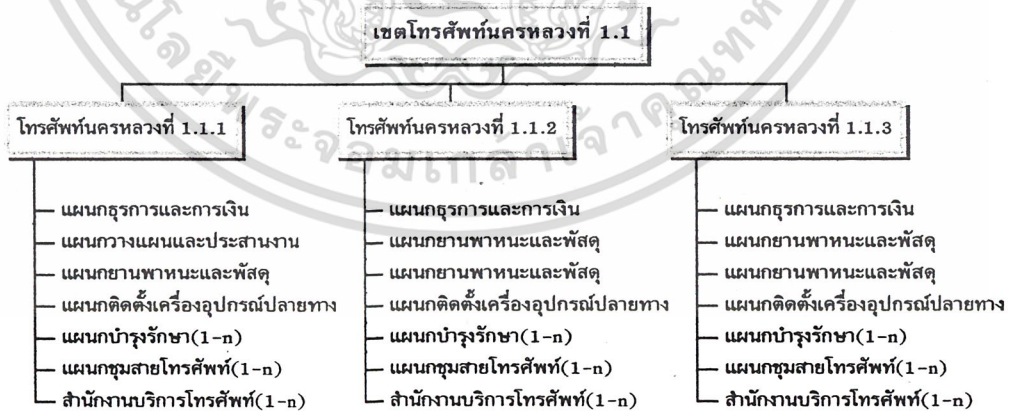 เขตโทรศัพท์นครหลวงที่ 1.1
โทรศัพท์นครหลวงที่ 1.1.1
แผนกธุรการและการเงิน
แผนกวางแผนและประสานงาน
แผนกยานพาหนะและพัสดุ
แผนกติดตั้งเครื่องอุปกรณ์ปลายทาง
แผนกบำรุงรักษา(1-n)
แผนกชุมสายโทรศัพท์(1-n)
สำนักงานบริการโทรศัพท์(1-n)
โทรศัพท์นครหลวงที่ 1.1.2
แผนกธุรการและการเงิน
แผนกยานพาหนะและพัสดุ
แผนกยานพาหนะและพัสดุ
แผนกติดตั้งเครื่องอุปกรณ์ปลายทาง
แผนกบำรุงรักษา(1-n)
แผนกชุมสายโทรศัพท์(1-n)
สำนักงานบริการโทรศัพท์(1-n)
โทรศัพท์นครหลวงที่ 1.1.3
แผนกธุรการและการเงิน
แผนกยานพาหนะและพัสดุ
แผนกยานพาหนะและพัสดุ
แผนกติดตั้งเครื่องอุปกรณ์ปลายทาง
แผนกบำรุงรักษา(1-n)
แผนกชุมสายโทรศัพท์(1-n)
สำนักงานบริการโทรศัพท์(1-n)